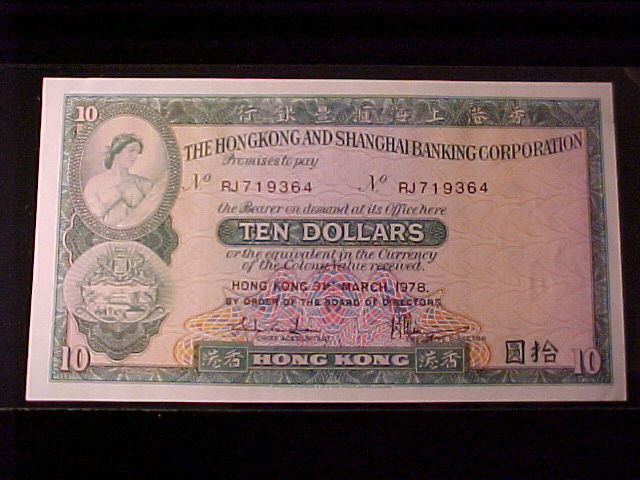 10 行銀豐滙海上港香
THE HONGKONG AND SHANGHAI BANKING CORPORATION
Promises to pay
No RJ719364 No RJ719364
the Bearer on demand at its Office here
TEN DOLLARS
or the equivalent in the Currency
of the Colony Value received.
HONG KONG 31st MARCH 1978.
BY ORDER OF THE BOARD OF DIRECTORS
圓拾
10 港香 HONG KONG 港香 10